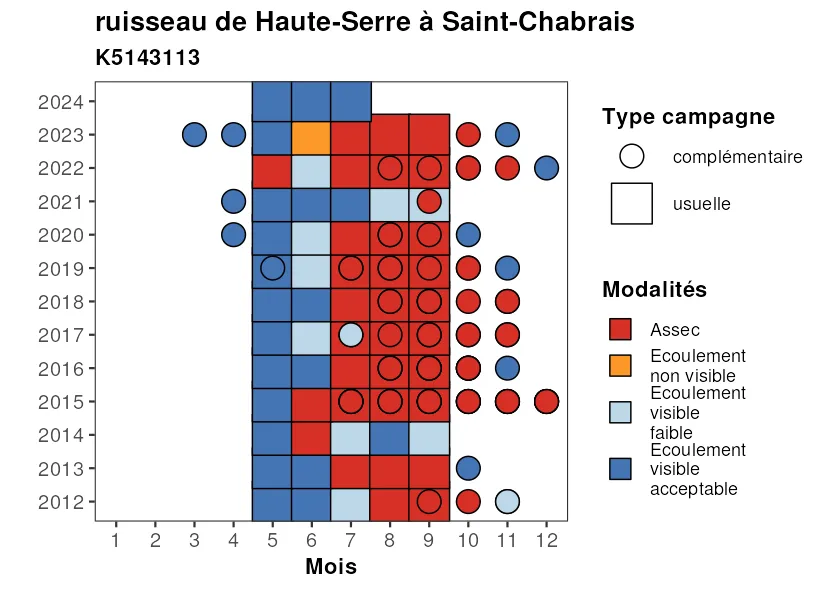 ruisseau de Haute-Serre à Saint-Chabrais
K5143113
2024
2023
2022
2021
2020
2019
2018
2017
2016
2015
2014
2013
2012
1 2 3 4 5 6 7 8 9 10 11 12
Mois
Type campagne
complémentaire
usuelle
Modalités
Assec
Ecoulement
non visible
Ecoulement
visible
faible
Ecoulement
visible
acceptable